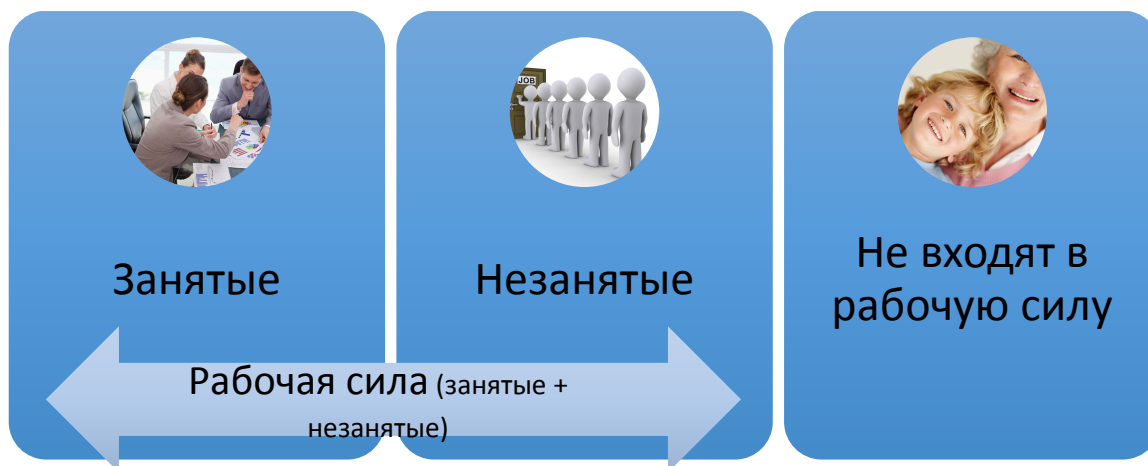 JOB
Занятые
Незанятые
Не входят в
рабочую силу
Рабочая сила (занятые +
незанятые)